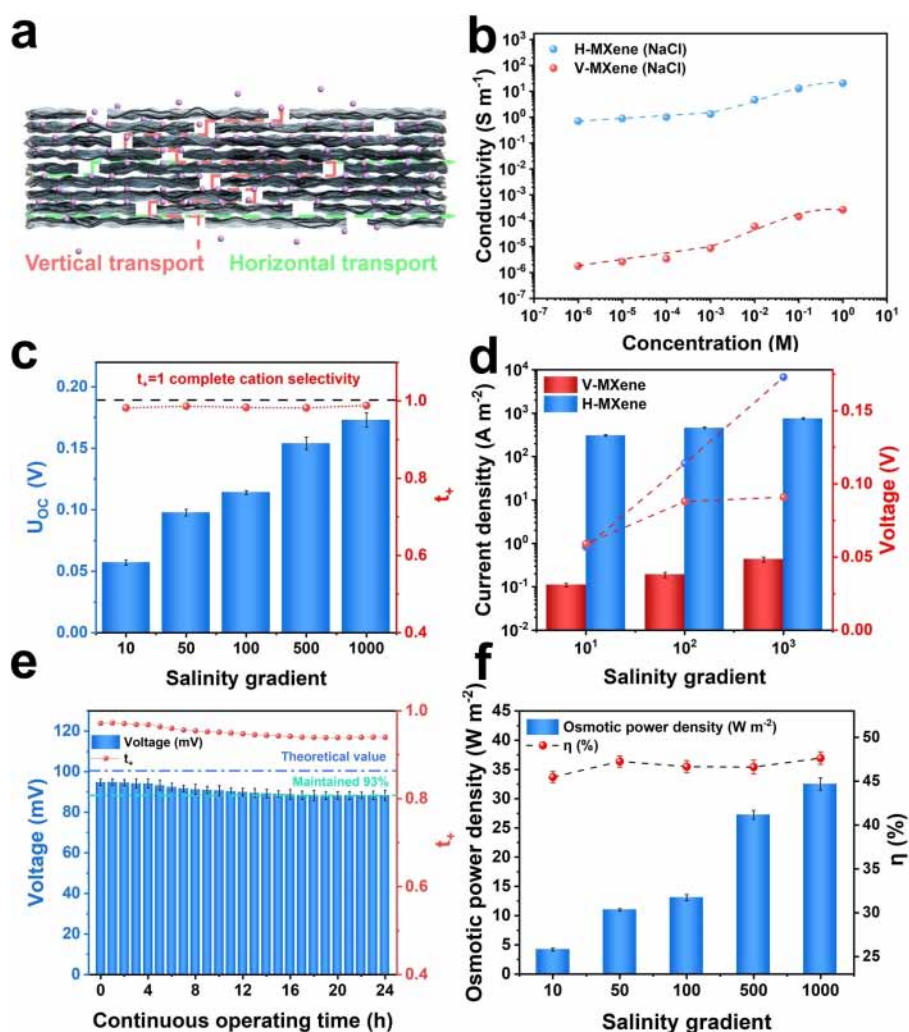 a
Vertical transport
Horizontal transport
b
H-MXene (NaCl)
V-MXene (NaCl)
Conductivity (S m⁻¹)
10³
10²
10¹
10⁰
10⁻¹
10⁻²
10⁻³
10⁻⁴
10⁻⁵
10⁻⁶
10⁻⁷
10⁻⁷ 10⁻⁶ 10⁻⁵ 10⁻⁴ 10⁻³ 10⁻² 10⁻¹ 10⁰ 10¹
Concentration (M)
c
t₊=1 complete cation selectivity
U_OC (V)
0.20
0.15
0.10
0.05
0.00
1.0
0.8
0.6
0.4
t₊
10 50 100 500 1000
Salinity gradient
d
V-MXene
H-MXene
Current densitty (A m⁻²)
10⁴
10³
10²
10¹
10⁰
10⁻¹
10⁻²
0.15
0.10
0.05
0.00
Voltage (V)
10¹ 10² 10³
Salinity gradient
e
Voltage (mV)
t₊
Theoretical value
Maintained 93%
Voltage (mV)
120
100
80
60
40
20
0
1.0
0.8
0.6
0.4
t₊
0 4 8 12 16 20 24
Continuous operating time (h)
f
Osmotic power density (W m⁻²)
η (%)
Osmotic power density (W m⁻²)
45
40
35
30
25
20
15
10
5
0
50
45
40
35
30
25
η (%)
10 50 100 500 1000
Salinity gradient